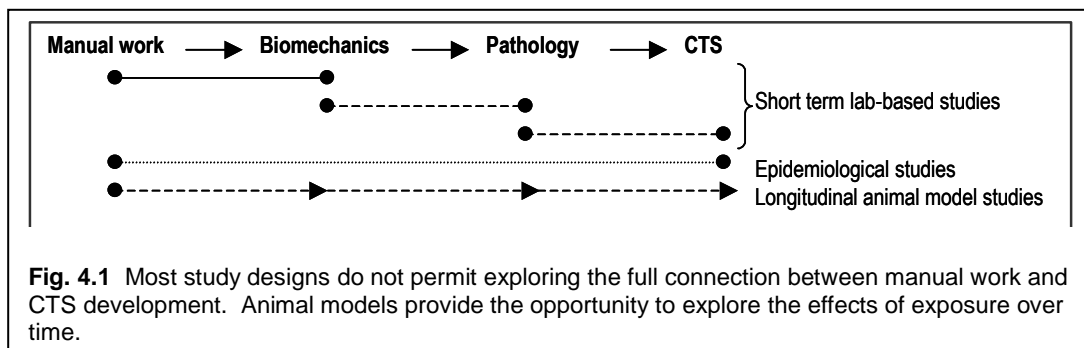 Manual work Biomechanics Pathology CTS
Short term lab-based studies
Epidemiological studies
Longitudinal animal model studies
Fig. 4.1 Most study designs do not permit exploring the full connection between manual work and
CTS development. Animal models provide the opportunity to explore the effects of exposure over
time.